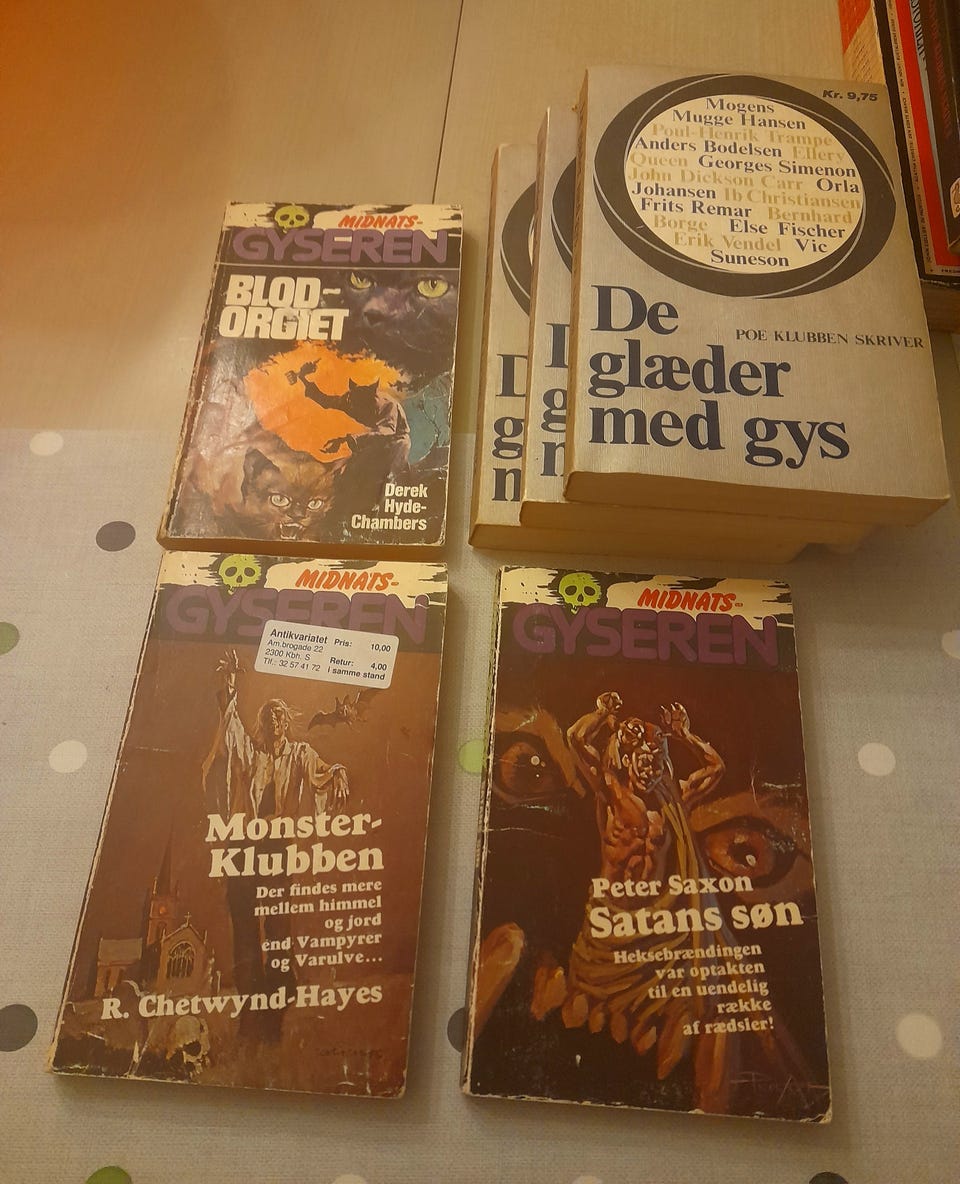 MIDNATS-
GYSEREN
BLOD-
ORGIET
Derek
Hyde-
Chambers
Kr. 9,75
Mogens
Mugge Hansen
Poul-Henrik Trampe
Anders Bodelsen Ellery
Queen Georges Simenon
John Dickson Carr Orla
Johansen Ib Christiansen
Frits Remar Bernhard
Borge Else Fischer
Erik Vendel Vic
Suneson
De
POE KLUBBEN SKRIVER
glæder
med gys
D
g
m
D
g
n
MIDNATS-
GYSEREN
Antikvariatet Pris: 10,00
Am.brogade 22
2300 Kbh. S Retur: 4,00
Tlf.: 32 57 41 72 i samme stand
Monster-
Klubben
Der findes mere
mellem himmel
og jord
end Vampyrer
og Varulve...
R. Chetwynd-Hayes
MIDNATS-
GYSEREN
Peter Saxon
Satans søn
Heksebrændingen
var optakten
til en uendelig
række
af rædsler!